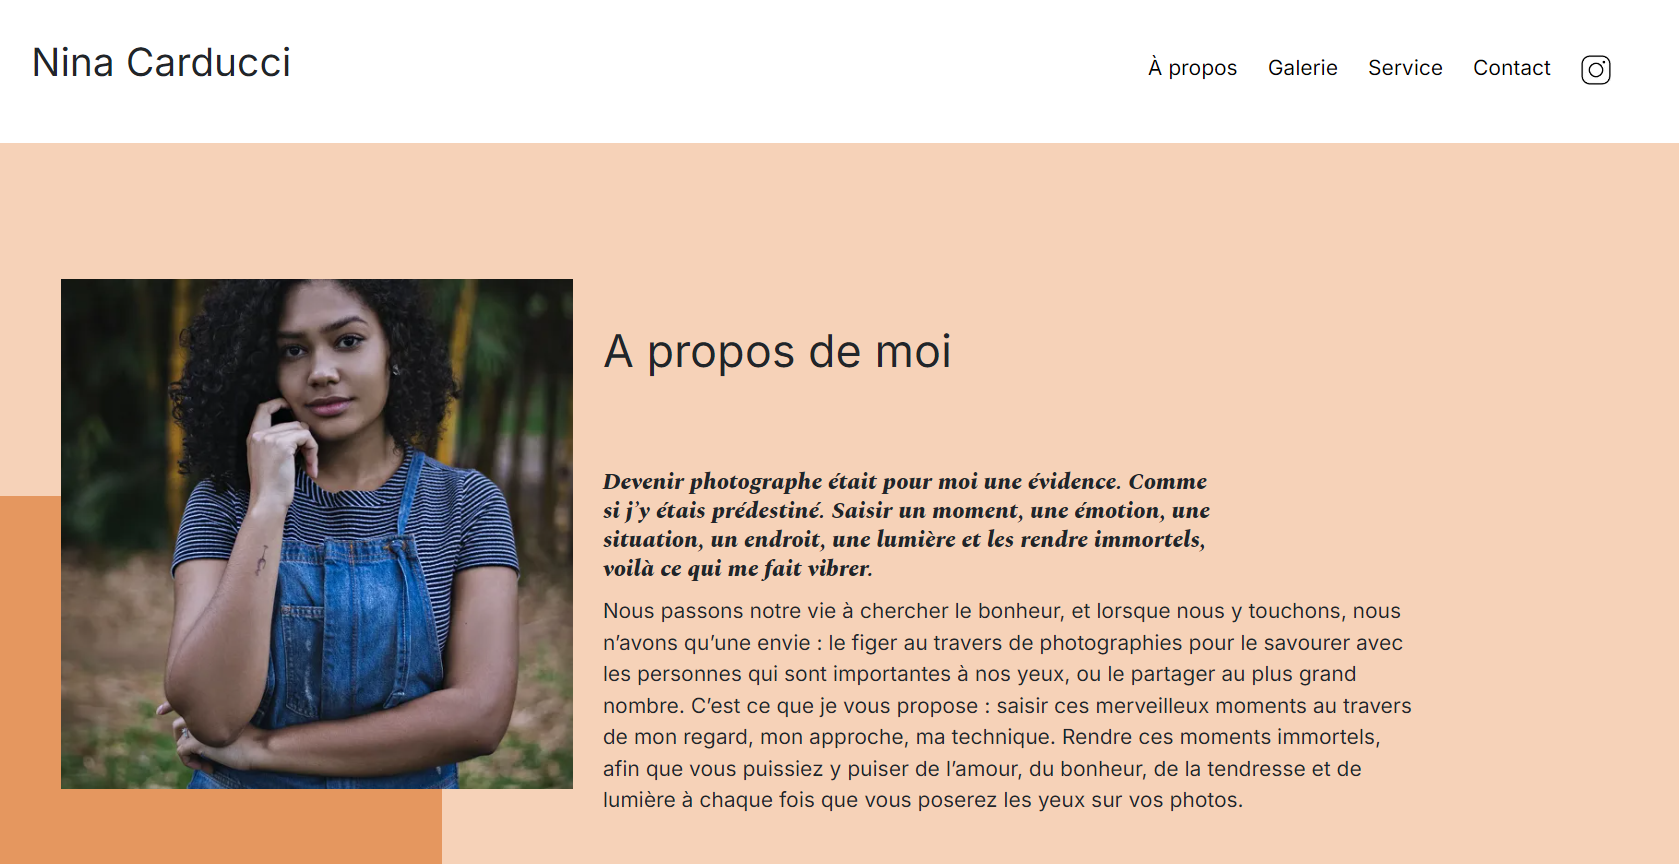 Nina Carducci
À propos Galerie Service Contact
A propos de moi
Devenir photographe était pour moi une évidence. Comme
si j’y étais prédestiné. Saisir un moment, une émotion, une
situation, un endroit, une lumière et les rendre immortels,
voilà ce qui me fait vibrer.
Nous passons notre vie à chercher le bonheur, et lorsque nous y touchons, nous
n’avons qu’une envie : le figer au travers de photographies pour le savourer avec
les personnes qui sont importantes à nos yeux, ou le partager au plus grand
nombre. C’est ce que je vous propose : saisir ces merveilleux moments au travers
de mon regard, mon approche, ma technique. Rendre ces moments immortels,
afin que vous puissiez y puiser de l’amour, du bonheur, de la tendresse et de
lumière à chaque fois que vous poserez les yeux sur vos photos.